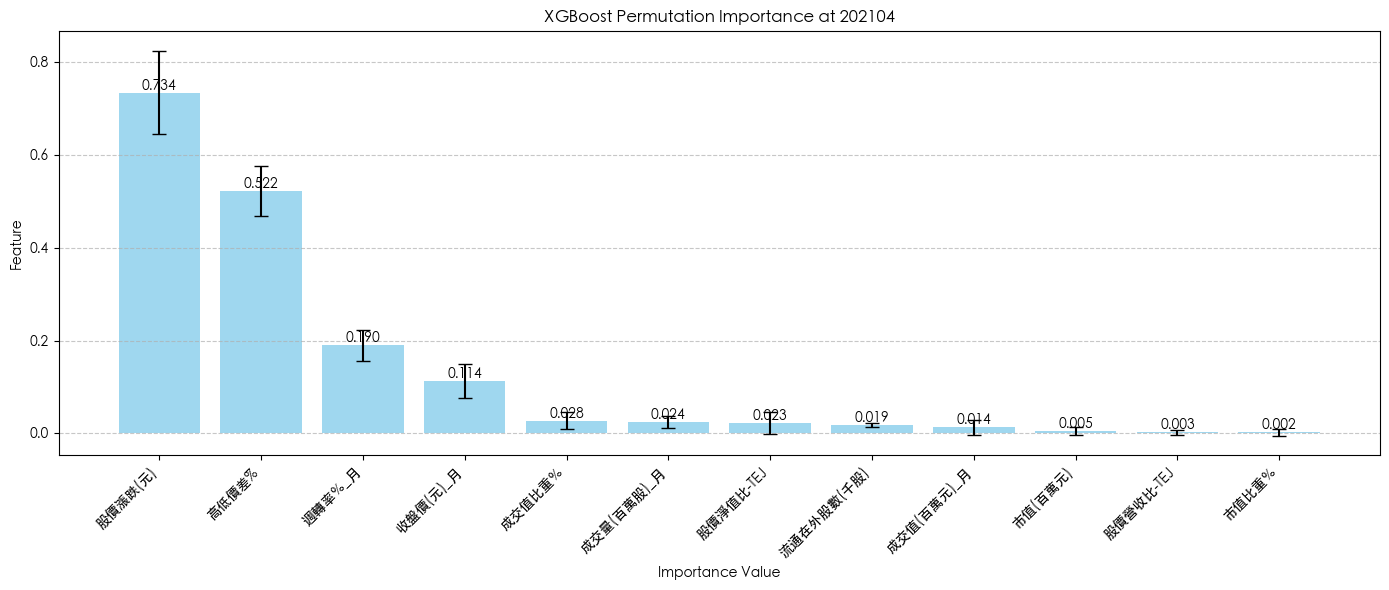 XGBoost Permutation Importance at 202104
0.8
0.6
0.4
0.2
0.0
Feature
0.734
0.522
0.190
0.114
0.028
0.024
0.023
0.019
0.014
0.005
0.003
0.002
股價漲跌(元)
高低價差%
週轉率%_月
收盤價(元)_月
成交值比重%
成交量(百萬股)_月
股價淨值比-TEJ
流通在外股數(千股)
成交值(百萬元)_月
市值(百萬元)
股價營收比-TEJ
市值比重%
Importance Value